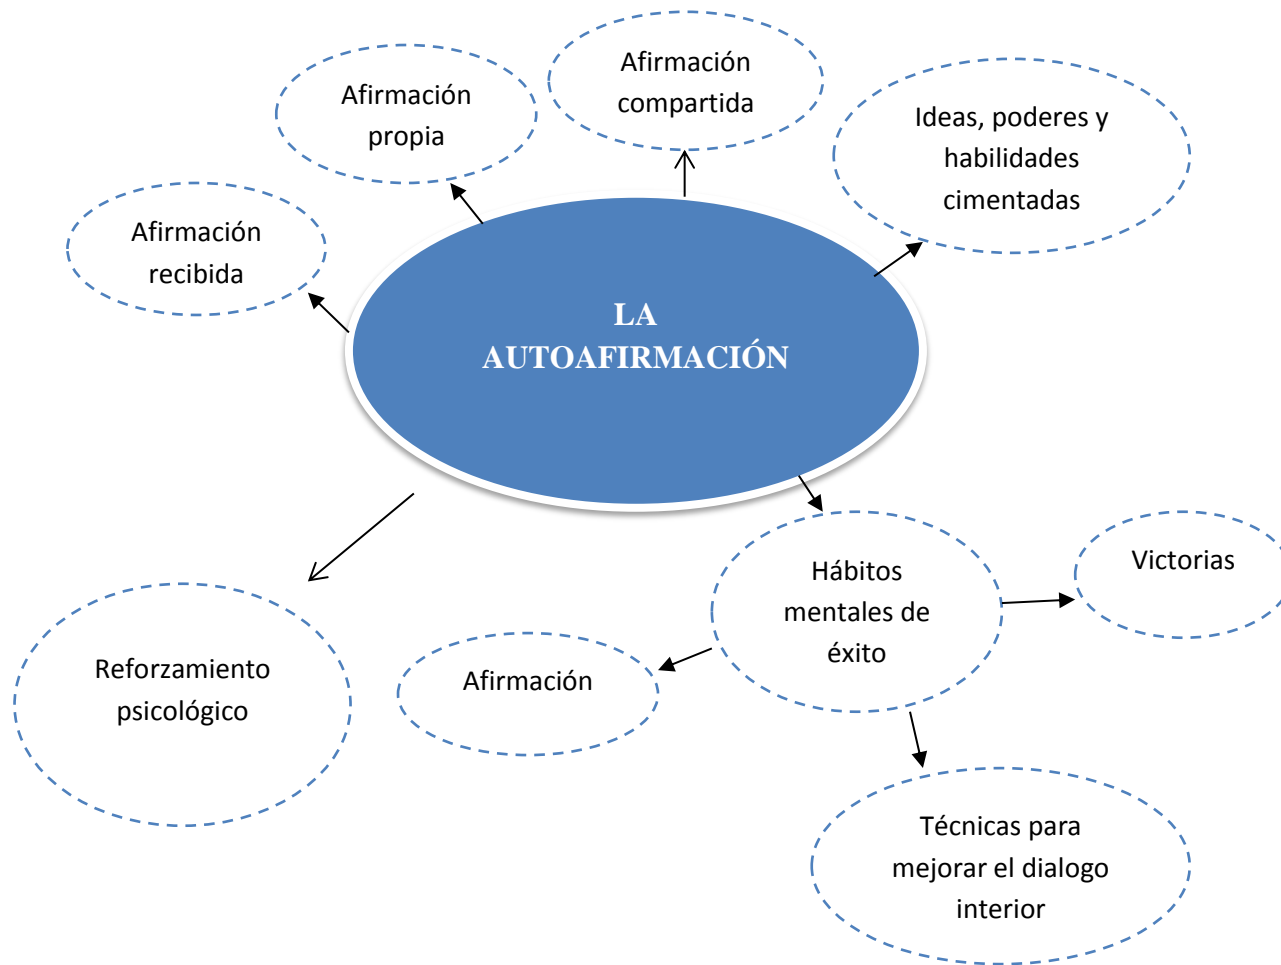 Afirmación
compartida
Afirmación
propia
Ideas, poderes y
habilidades
cimentadas
Afirmación
recibida
LA
AUTOAFIRMACIÓN
Hábitos
mentales de
éxito
Victorias
Reforzamiento
psicológico
Afirmación
Técnicas para
mejorar el dialogo
interior